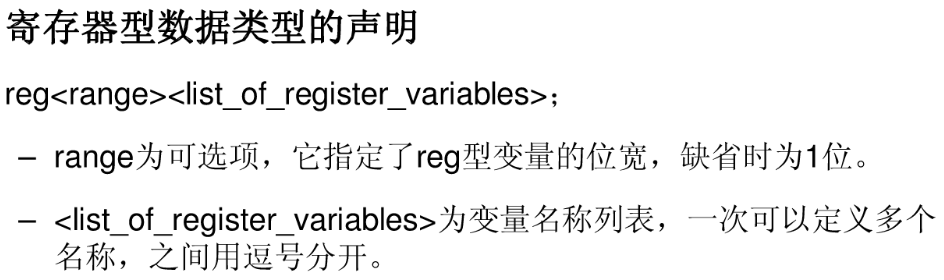 寄存器型数据类型的声明
reg<range><list_of_register_variables>；
– range为可选项，它指定了reg型变量的位宽，缺省时为1位。
– <list_of_register_variables>为变量名称列表，一次可以定义多个
名称，之间用逗号分开。